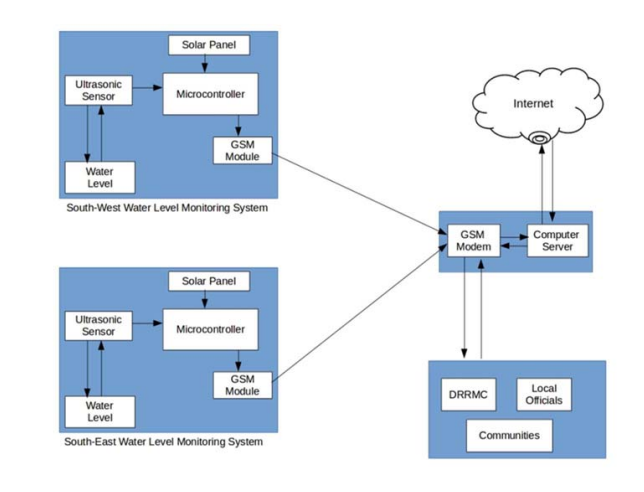 Solar Panel
Ultrasonic
Sensor
Microcontroller
GSM
Module
Water
Level
South-West Water Level Monitoring System
Internet
GSM
Modem
Computer
Server
Solar Panel
Ultrasonic
Sensor
Microcontroller
GSM
Module
Water
Level
South-East Water Level Monitoring System
DRRMC
Local
Officials
Communities